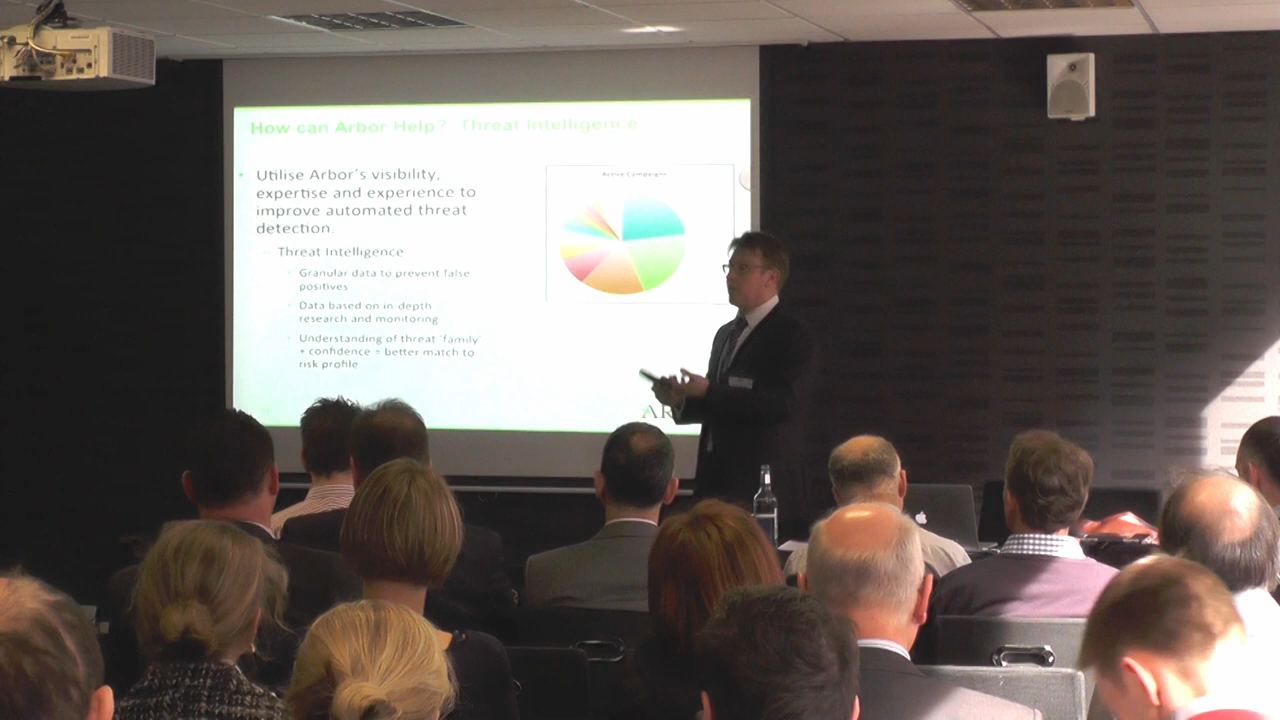 How can Arbor Help? Threat Intelligence
Utilise Arbor's visibility,
expertise and experience to
improve automated threat
detection.
Threat Intelligence
Granular data to prevent false
positives
Data based on in-depth
research and monitoring
Understanding of threat 'family'
+ confidence = better match to
risk profile
Active Campaigns
AR